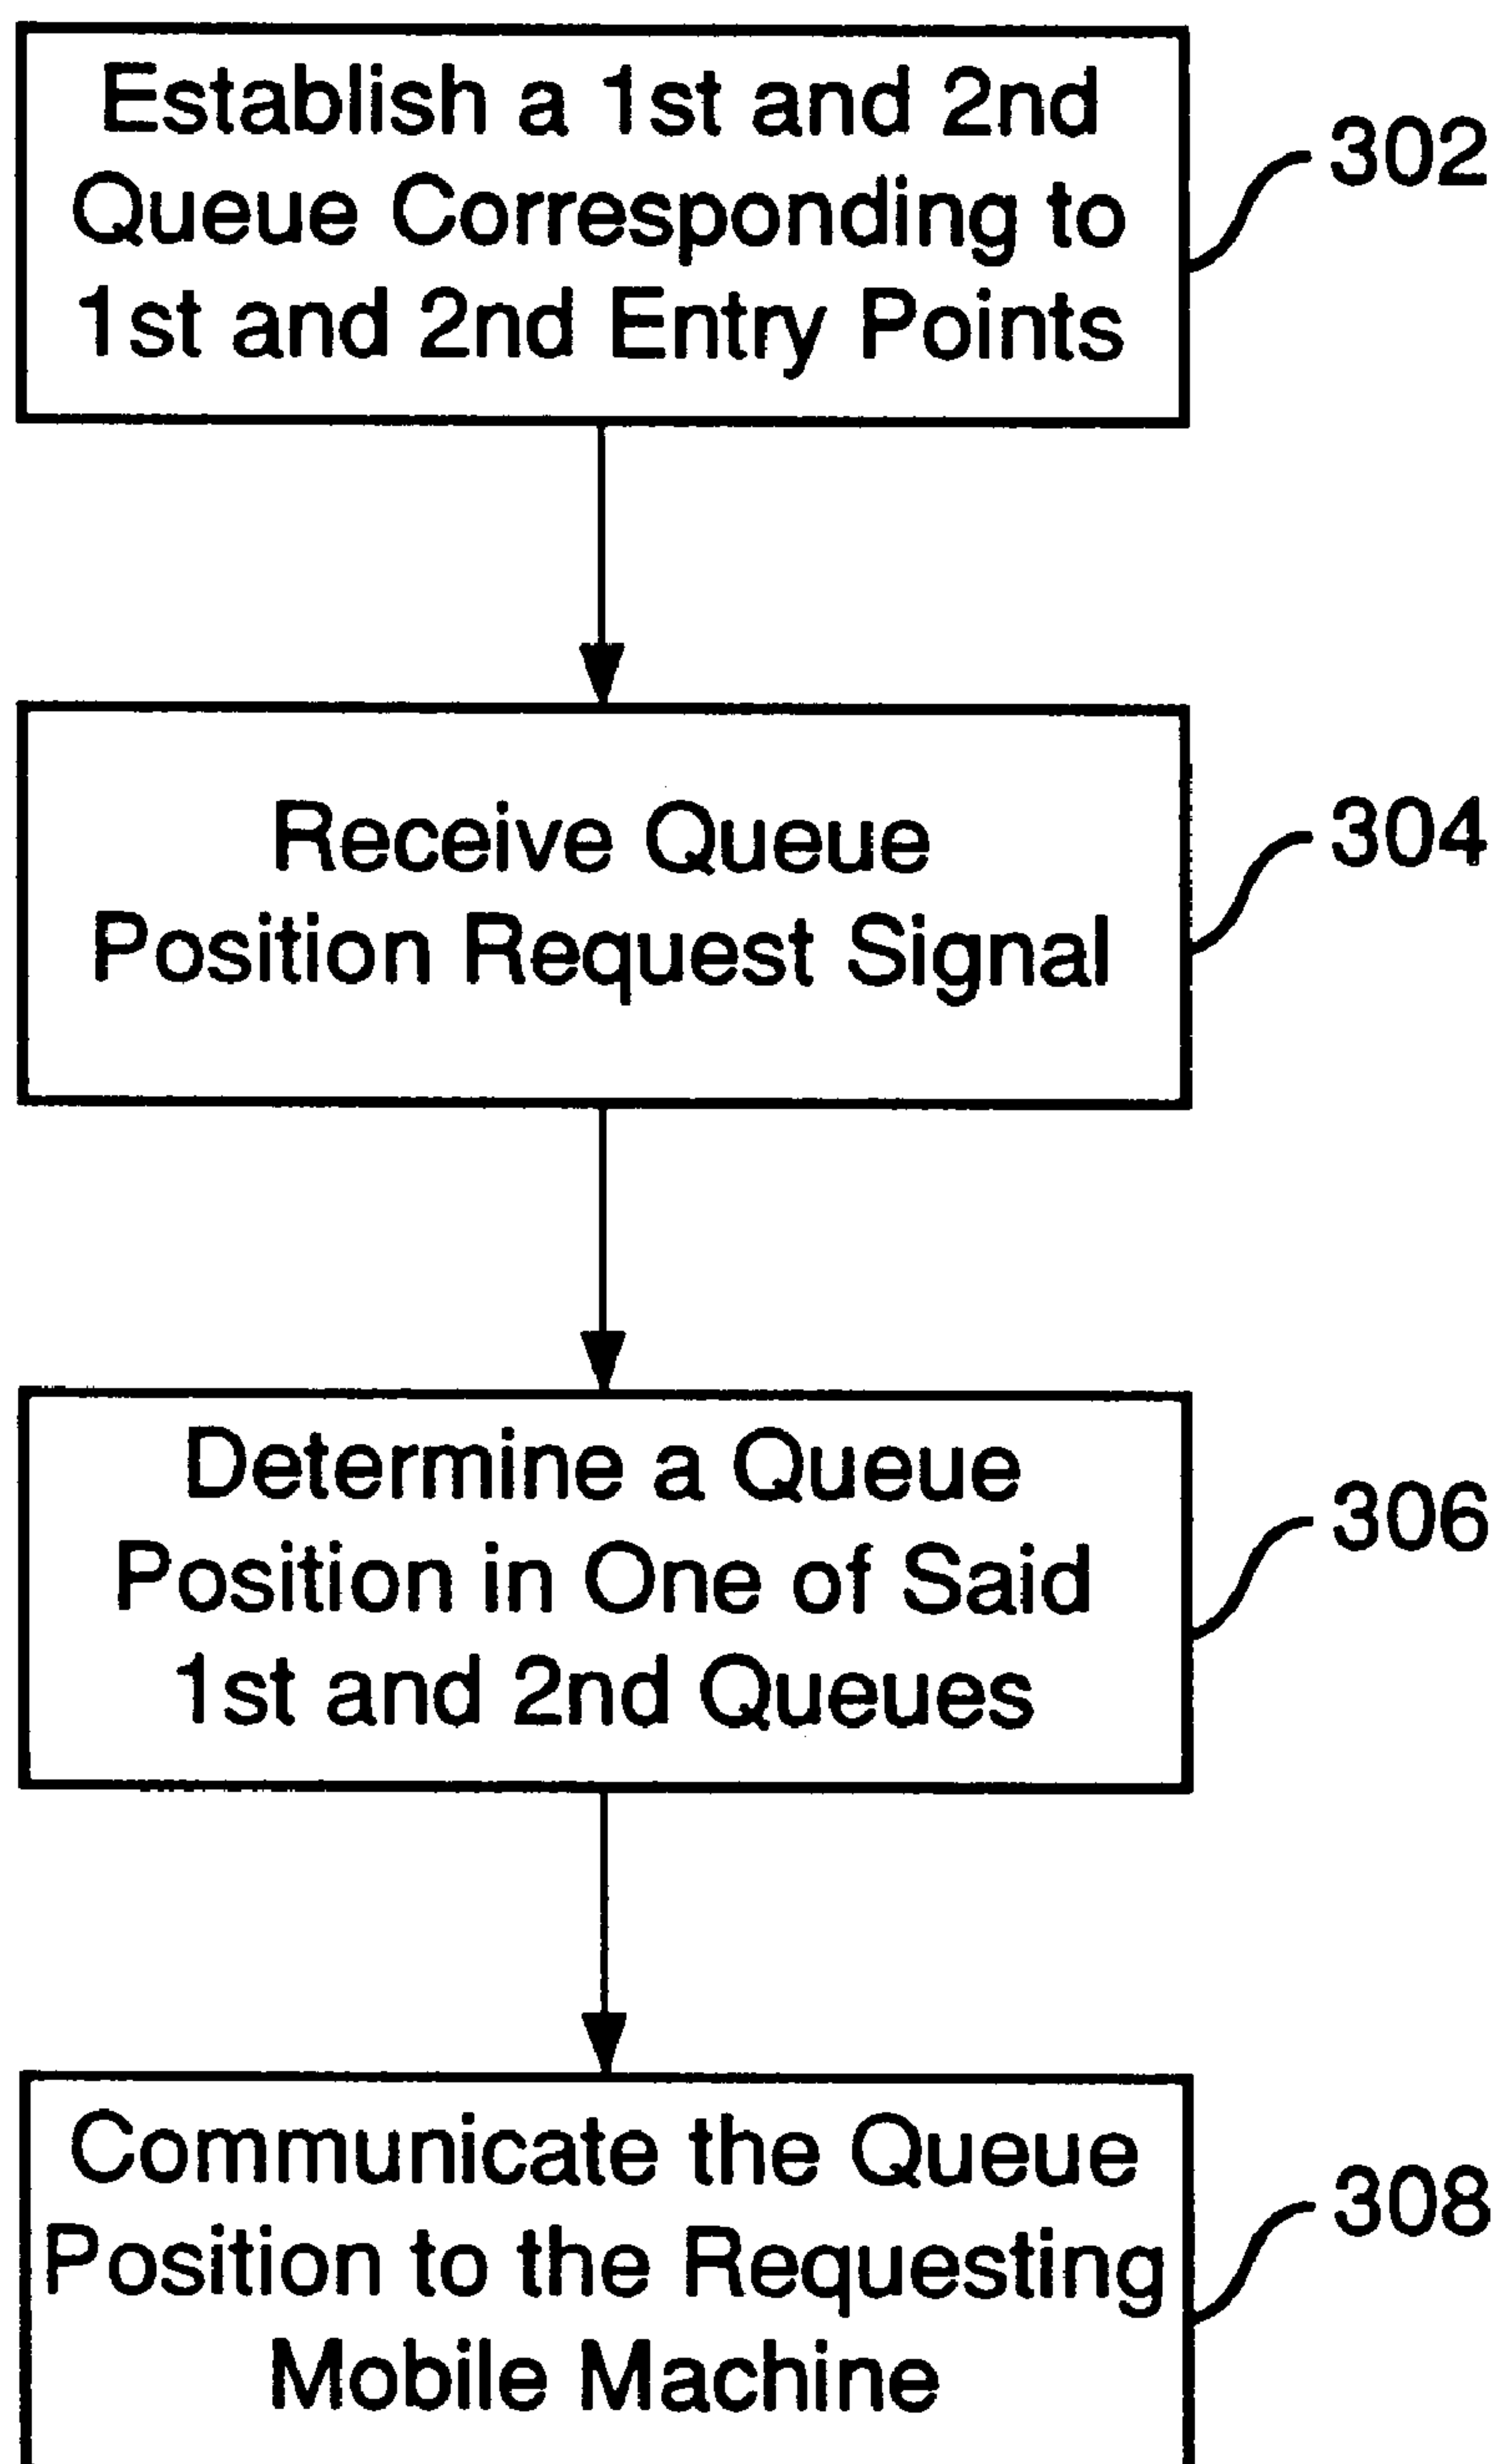 Establish a 1st and 2nd
Queue Corresponding to
1st and 2nd Entry Points
302
Receive Queue
Position Request Signal
304
Determine a Queue
Position in One of Said
1st and 2nd Queues
306
Communicate the Queue
Position to the Requesting
Mobile Machine
308